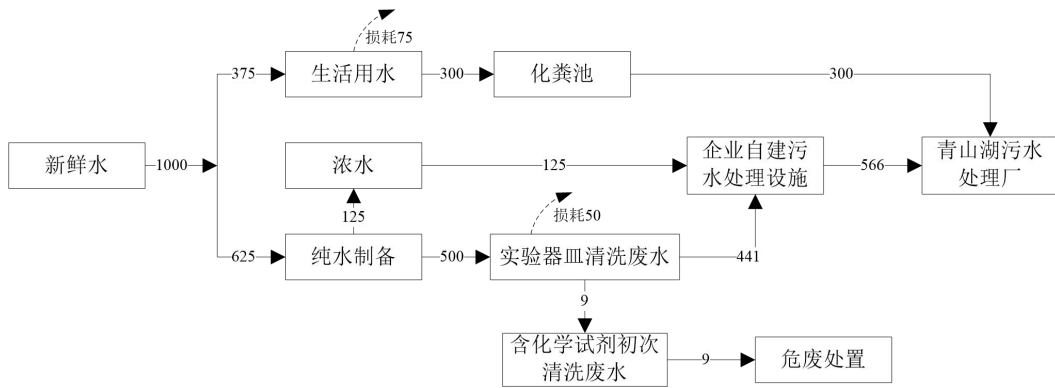 损耗75
375
生活用水
300
化粪池
300
新鲜水
1000
浓水
125
企业自建污
水处理设施
566
青山湖污水
处理厂
125
损耗50
625
纯水制备
500
实验器皿清洗废水
441
9
含化学试剂初次
清洗废水
9
危废处置